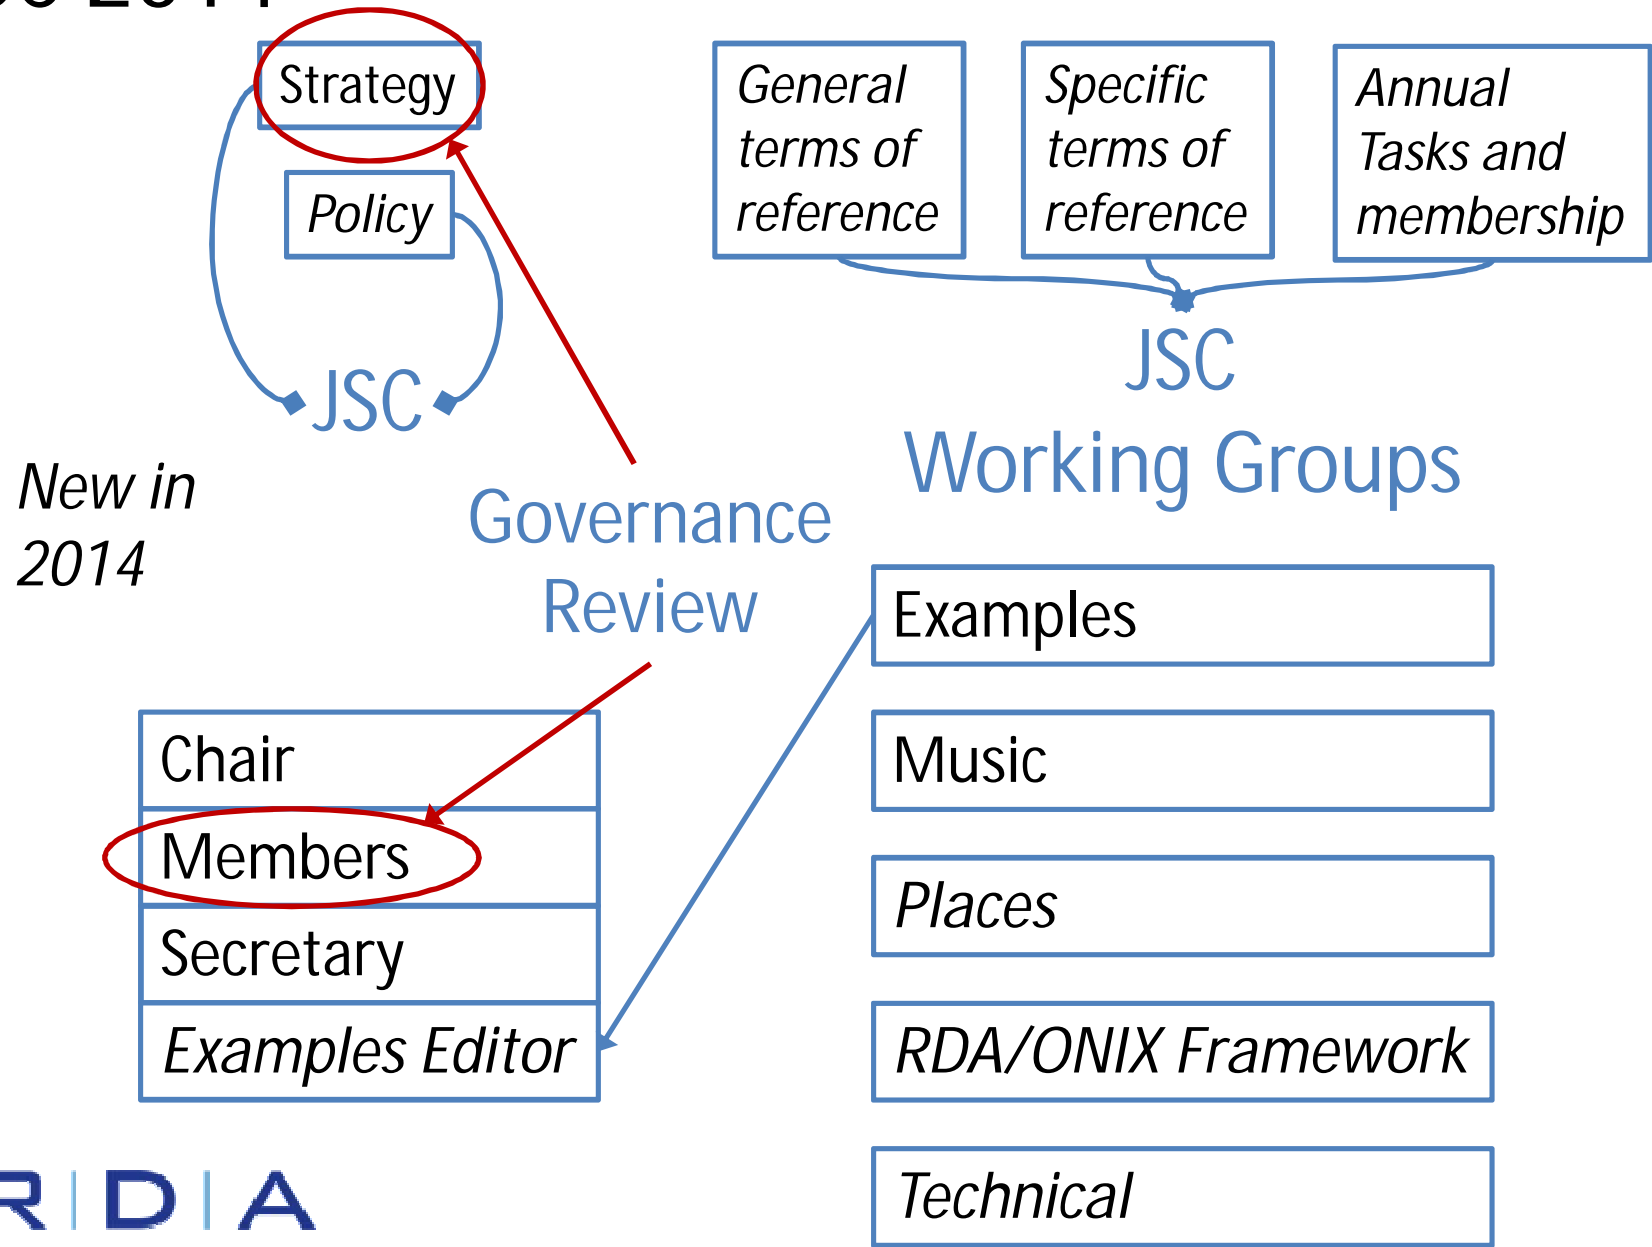 2014
Strategy
Policy
JSC
General
terms of
reference
Specific
terms of
reference
Annual
Tasks and
membership
JSC
Working Groups
New in
2014
Governance
Review
Chair
Members
Secretary
Examples Editor
Examples
Music
Places
RDA/ONIX Framework
Technical
RDA